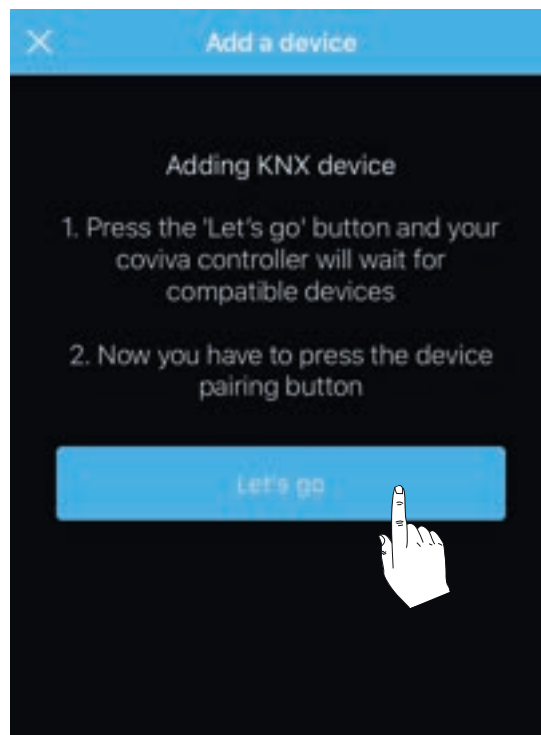 Add a device
Adding KNX device
1. Press the 'Let's go' button and your
coviva controller will wait for
compatible devices
2. Now you have to press the device
pairing button
Let's go